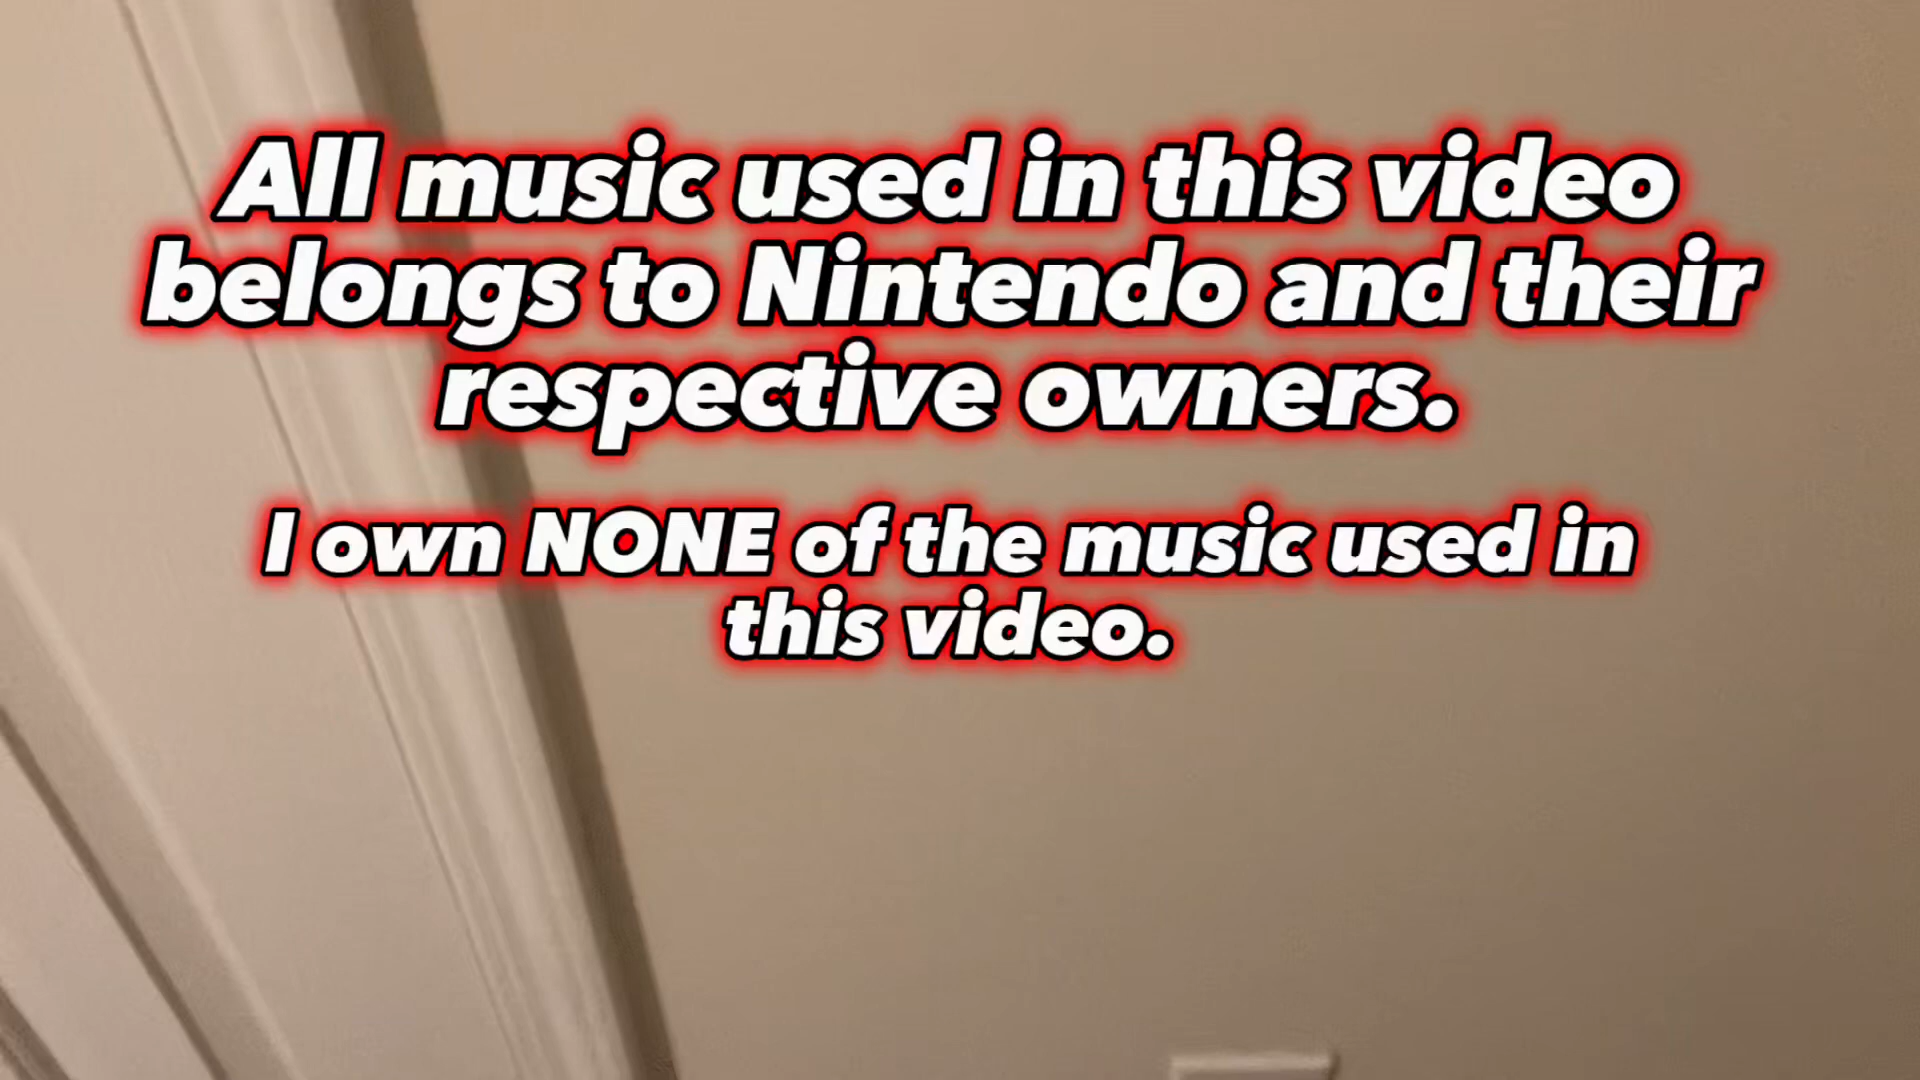 All music used in this video
belongs to Nintendo and their
respective owners.
I own NONE of the music used in
this video.